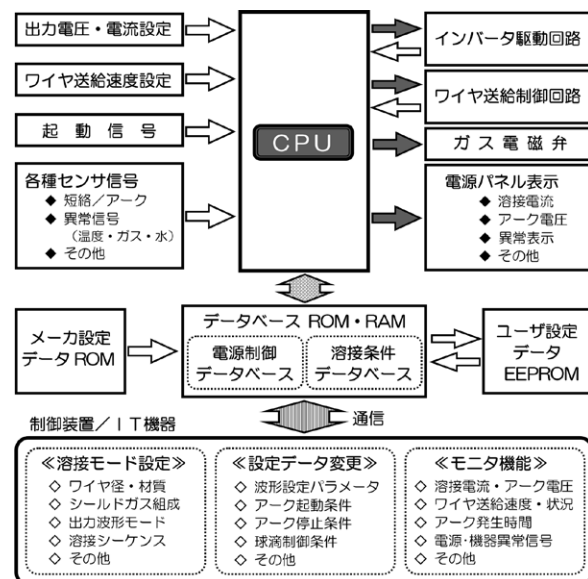 出力電圧・電流設定
ワイヤ送給速度設定
起動信号
各種センサ信号
◆ 短絡／アーク
◆ 異常信号
（温度・ガス・水）
◆ その他
CPU
インバータ駆動回路
ワイヤ送給制御回路
ガス電磁弁
電源パネル表示
◆ 溶接電流
◆ アーク電圧
◆ 異常表示
◆ その他
メーカ設定
データROM
データベース ROM・RAM
電源制御
データベース
溶接条件
データベース
ユーザ設定
データ
EEPROM
通信
制御装置／ＩＴ機器
≪溶接モード設定≫
◇ ワイヤ径・材質
◇ シールドガス組成
◇ 出力波形モード
◇ 溶接シーケンス
◇ その他
≪設定データ変更≫
◇ 波形設定パラメータ
◇ アーク起動条件
◇ アーク停止条件
◇ 球滴制御条件
◇ その他
≪モニタ機能≫
◇ 溶接電流・アーク電圧
◇ ワイヤ送給速度・状況
◇ アーク発生時間
◇ 電源・機器異常信号
◇ その他